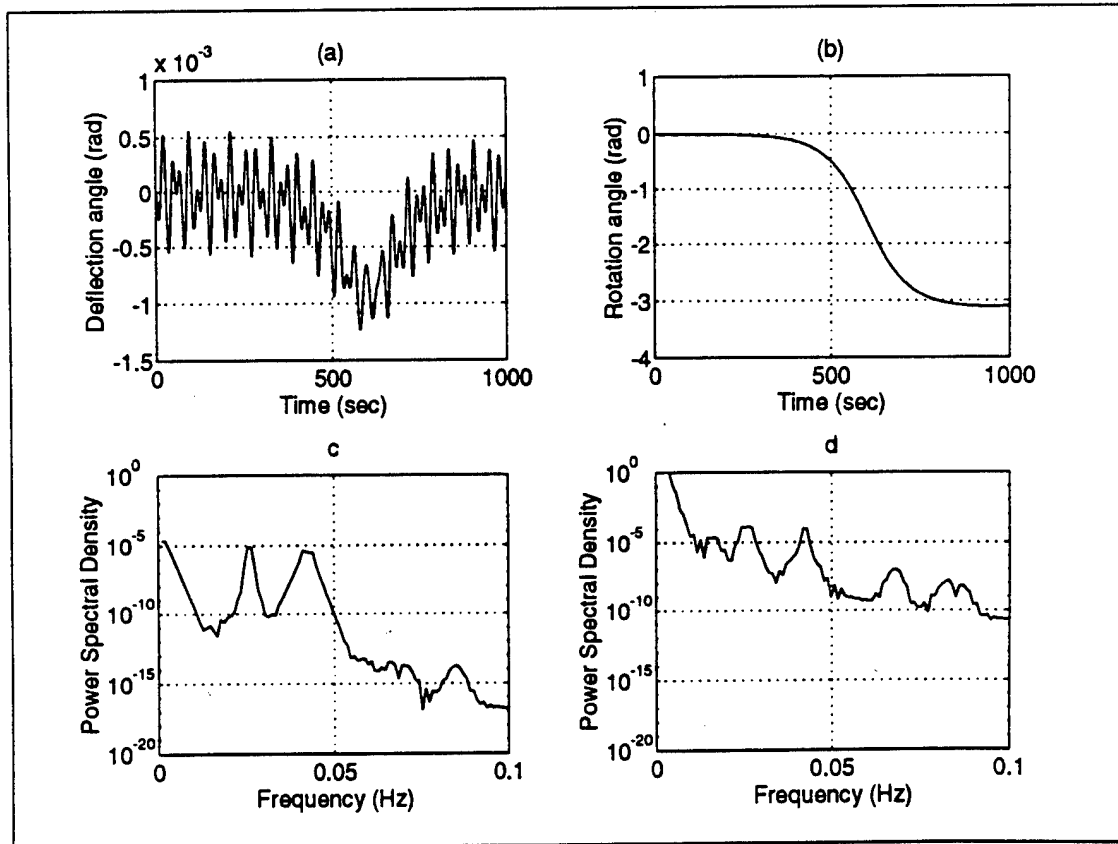 (a)
x 10^-3
1
0.5
0
-0.5
-1
-1.5
Deflection angle (rad)
0
500
1000
Time (sec)
(b)
1
0
-1
-2
-3
-4
Rotation angle (rad)
0
500
1000
Time (sec)
c
10^0
10^-5
10^-10
10^-15
10^-20
Power Spectral Density
0
0.05
0.1
Frequency (Hz)
d
10^0
10^-5
10^-10
10^-15
10^-20
Power Spectral Density
0
0.05
0.1
Frequency (Hz)